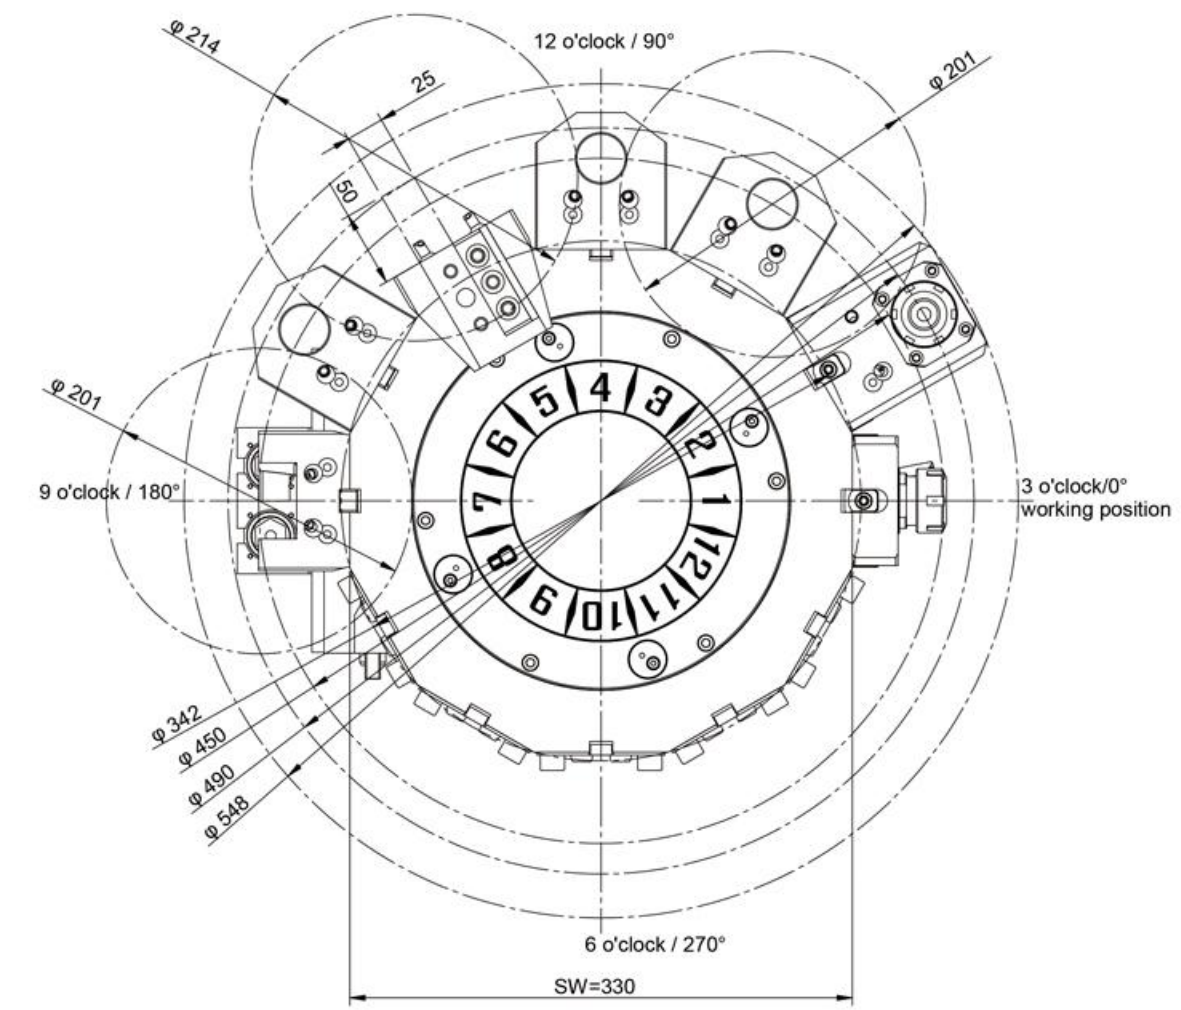 φ 214
12 o'clock / 90°
25
φ 201
50
φ 201
5
4
3
6
2
9 o'clock / 180°
7
1
3 o'clock/0°
working position
8
12
9
10
11
φ 342
φ 450
φ 490
φ 548
6 o'clock / 270°
SW=330